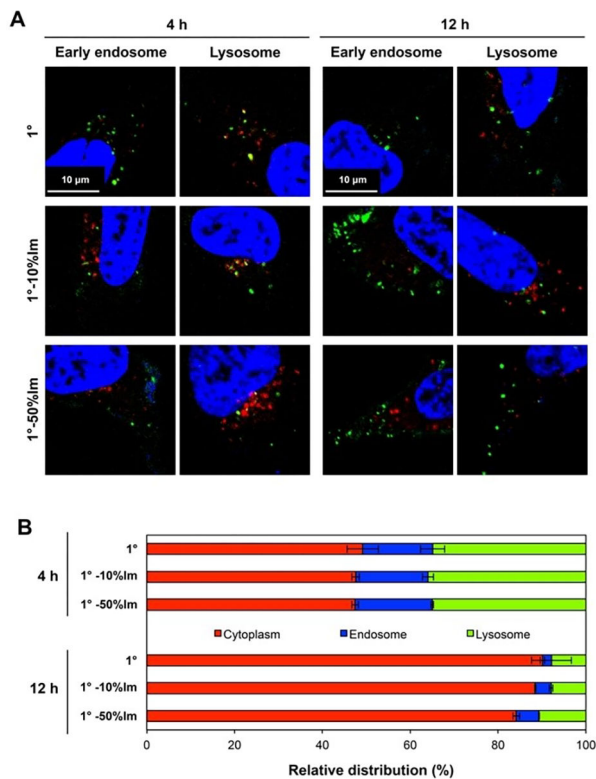 A
4 h
12 h
Early endosome
Lysosome
Early endosome
Lysosome
1°
10 µm
10 µm
1°-10%Im
1°-50%Im
B
4 h
1°
1° -10%Im
1° -50%Im
Cytoplasm
Endosome
Lysosome
12 h
1°
1° -10%Im
1° -50%Im
0
20
40
60
80
100
Relative distribution (%)